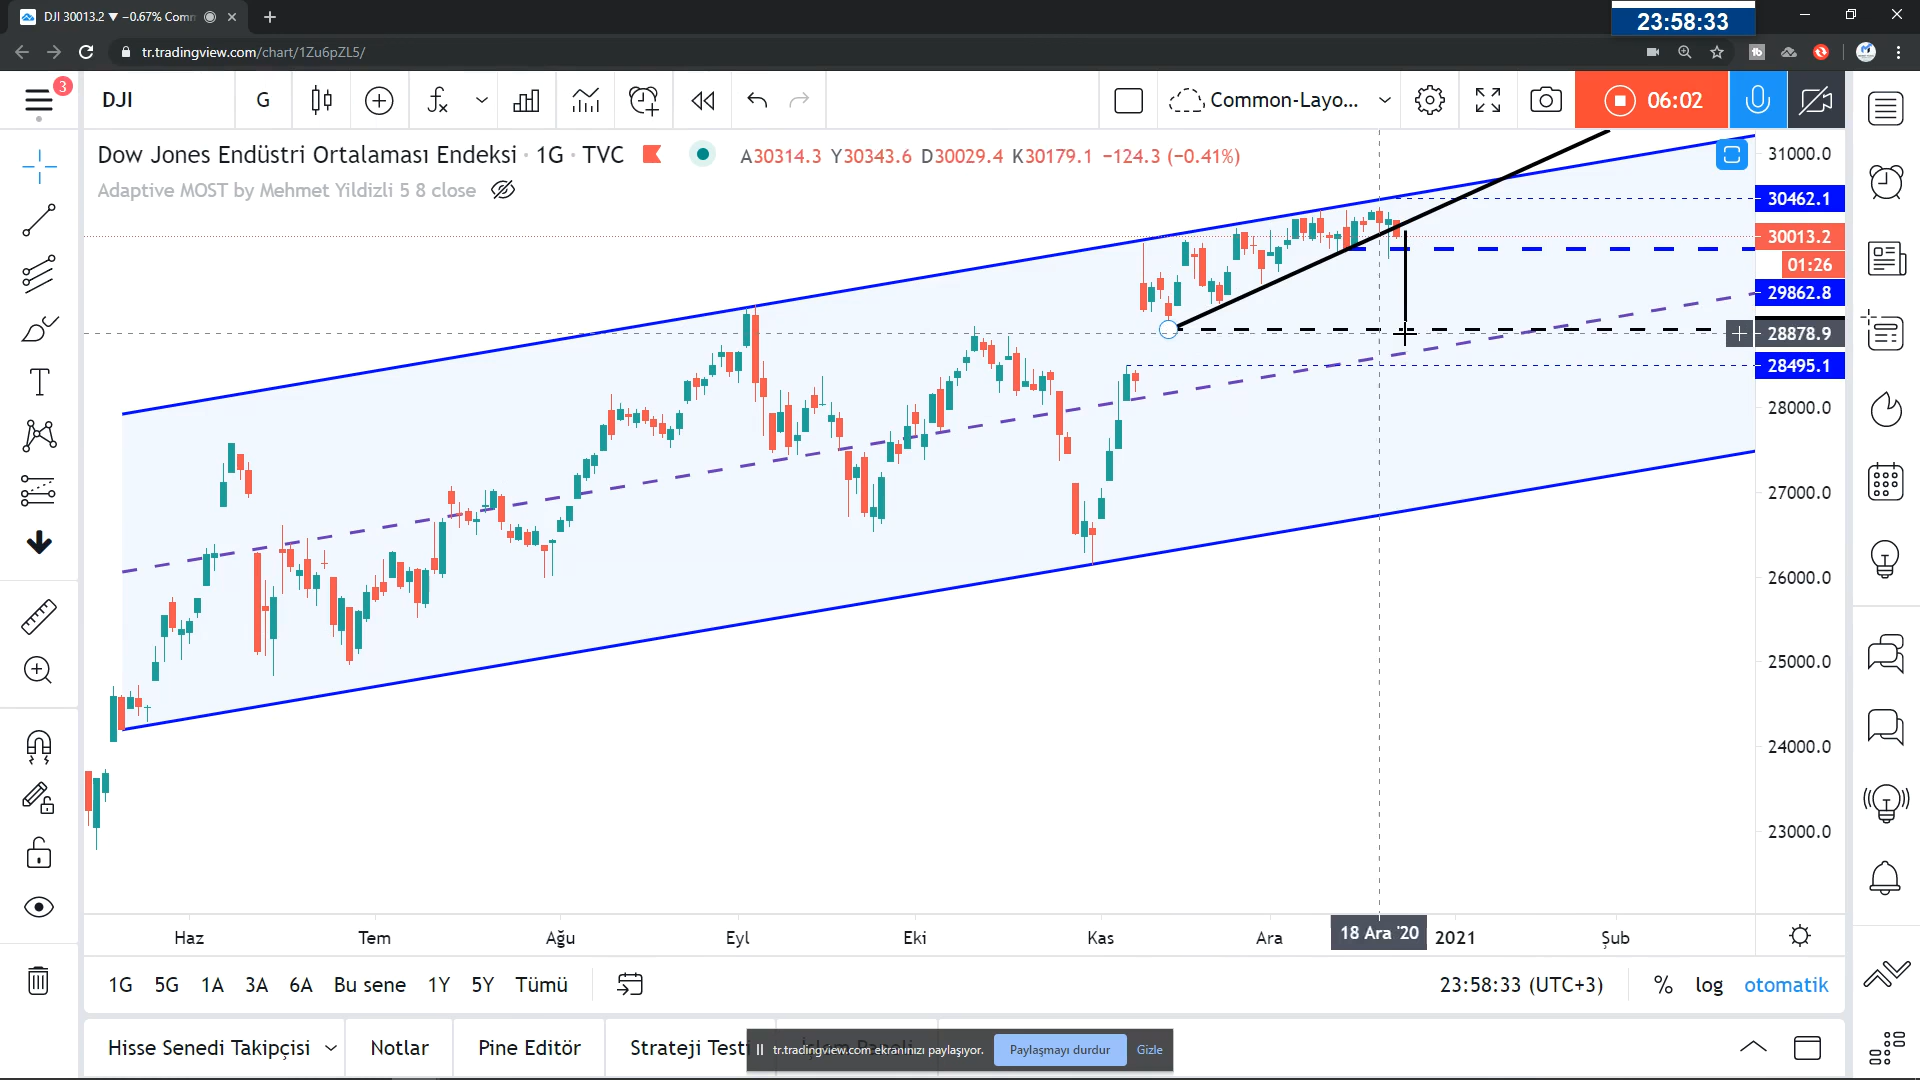 DJI 30013.2 ▼ −0.67% Comm
23:58:33
tr.tradingview.com/chart/1Zu6pZL5/
3
DJI
G
Common-Layo...
06:02
Dow Jones Endüstri Ortalaması Endeksi · 1G · TVC
A30314.3 Y30343.6 D30029.4 K30179.1 −124.3 (−0.41%)
Adaptive MOST by Mehmet Yildizli 5 8 close
31000.0
30462.1
30013.2
01:26
29862.8
28878.9
28495.1
28000.0
27000.0
26000.0
25000.0
24000.0
23000.0
Haz
Tem
Ağu
Eyl
Eki
Kas
Ara
18 Ara '20
2021
Şub
1G 5G 1A 3A 6A Bu sene 1Y 5Y Tümü
23:58:33 (UTC+3)
% log otomatik
Hisse Senedi Takipçisi
Notlar
Pine Editör
Strateji Testi
tr.tradingview.com ekranınızı paylaşıyor.
Paylaşmayı durdur
Gizle